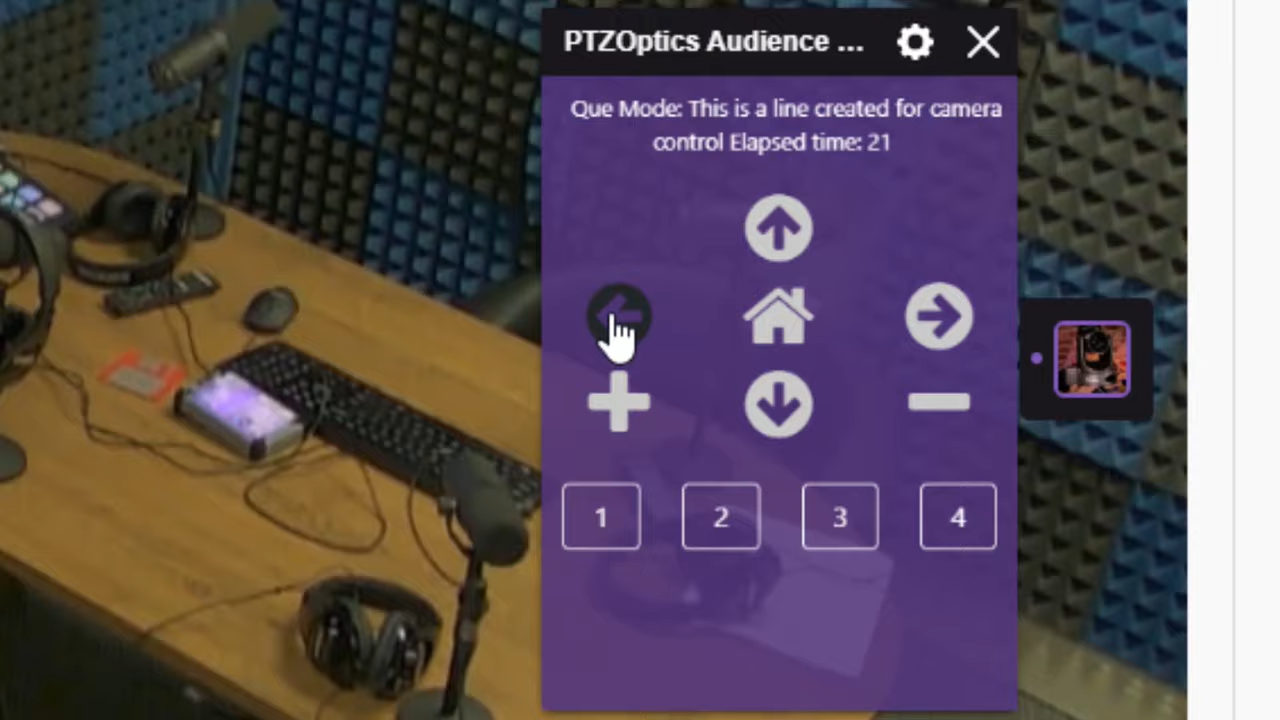 PTZOptics Audience ...
Que Mode: This is a line created for camera
control Elapsed time: 21
1 2 3 4